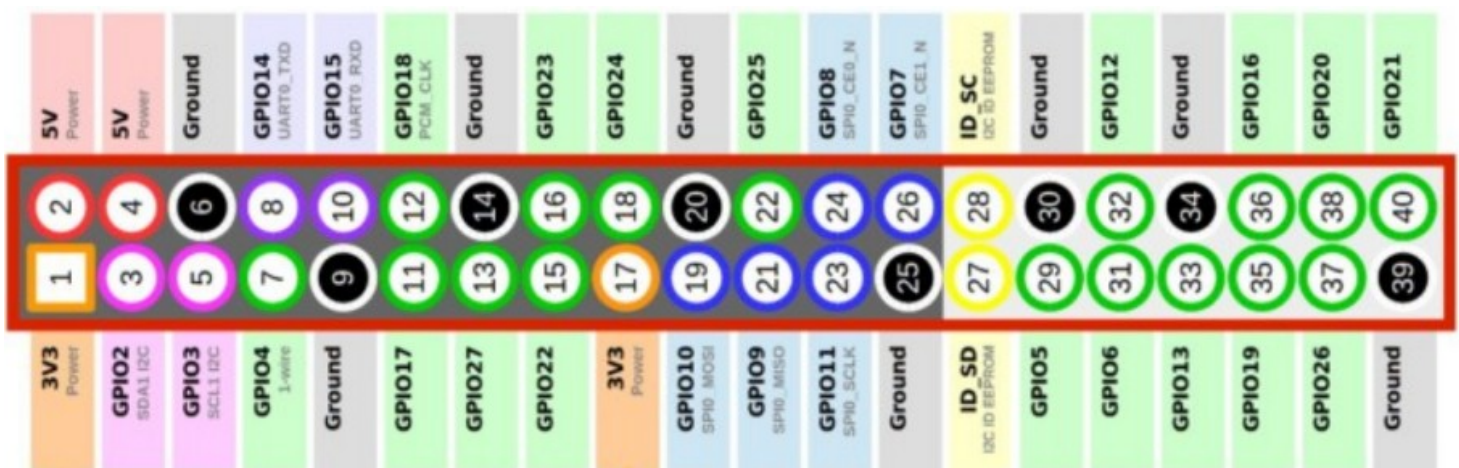 5V
Power
5V
Power
Ground
GPIO14
UART0_TXD
GPIO15
UART0_RXD
GPIO18
PCM_CLK
Ground
GPIO23
GPIO24
Ground
GPIO25
GPIO8
SPI0_CE0_N
GPIO7
SPI0_CE1_N
ID_SC
I2C ID EEPROM
Ground
GPIO12
Ground
GPIO16
GPIO20
GPIO21
2 4 6 8 10 12 14 16 18 20 22 24 26 28 30 32 34 36 38 40
1 3 5 7 9 11 13 15 17 19 21 23 25 27 29 31 33 35 37 39
3V3
Power
GPIO2
SDA1 I2C
GPIO3
SCL1 I2C
GPIO4
1-wire
Ground
GPIO17
GPIO27
GPIO22
3V3
Power
GPIO10
SPI0_MOSI
GPIO9
SPI0_MISO
GPIO11
SPI0_SCLK
Ground
ID_SD
I2C ID EEPROM
GPIO5
GPIO6
GPIO13
GPIO19
GPIO26
Ground